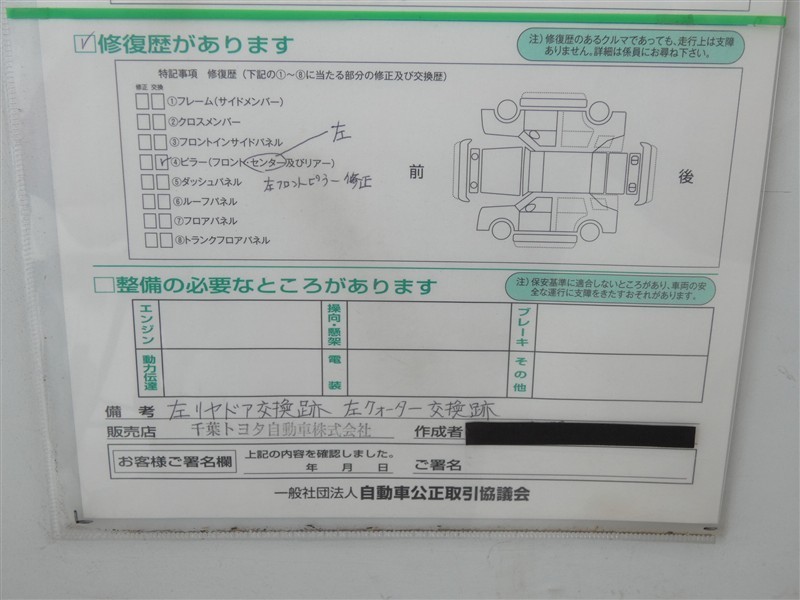 修復歴があります
注）修復歴のあるクルマであっても、走行上は支障
ありません。詳細は係員にお尋ね下さい。
特記事項 修復歴（下記の①～⑧に当たる部分の修正及び交換歴）
修正 交換
①フレーム（サイドメンバー）
②クロスメンバー
③フロントインサイドパネル
左
④ピラー（フロント・センター及びリアー）
左フロントピラー修正
⑤ダッシュパネル
⑥ルーフパネル
⑦フロアパネル
⑧トランクフロアパネル
前
後
整備の必要なところがあります
注）保安基準に適合しないところがあり、車両の安
全な運行に支障をきたすおそれがあります。
エンジン
操向・懸架
ブレーキ
動力伝達
電装
その他
備考 左リヤドア交換跡 左クォーター交換跡
販売店 千葉トヨタ自動車株式会社 作成者
お客様ご署名欄
上記の内容を確認しました。
年 月 日 ご署名
一般社団法人 自動車公正取引協議会